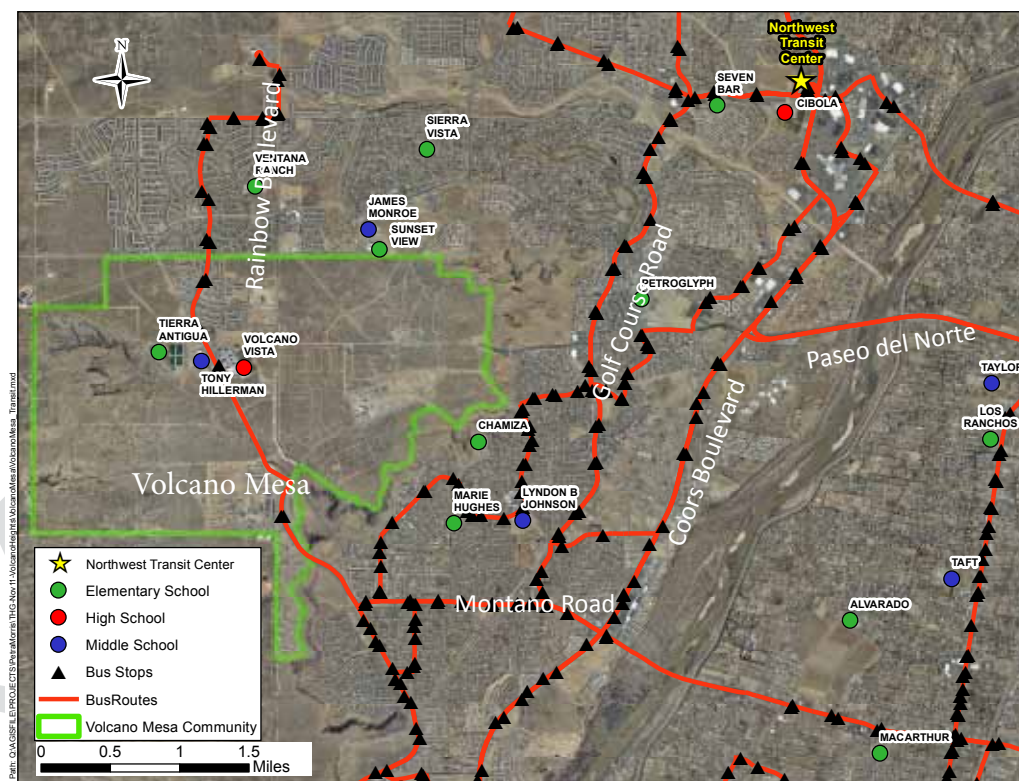 Northwest
Transit
Center
N
SEVEN
BAR
CIBOLA
SIERRA
VISTA
VENTANA
RANCH
Rainbow Boulevard
JAMES
MONROE
SUNSET
VIEW
Golf Course Road
PETROGLYPH
TIERRA
ANTIGUA
VOLCANO
VISTA
TONY
HILLERMAN
Paseo del Norte
TAYLOR
LOS
RANCHOS
CHAMIZA
Coors Boulevard
Volcano Mesa
MARIE
HUGHES
LYNDON B
JOHNSON
TAFT
Montano Road
ALVARADO
MACARTHUR
Northwest Transit Center
Elementary School
High School
Middle School
Bus Stops
BusRoutes
Volcano Mesa Community
0 0.5 1 1.5
Miles